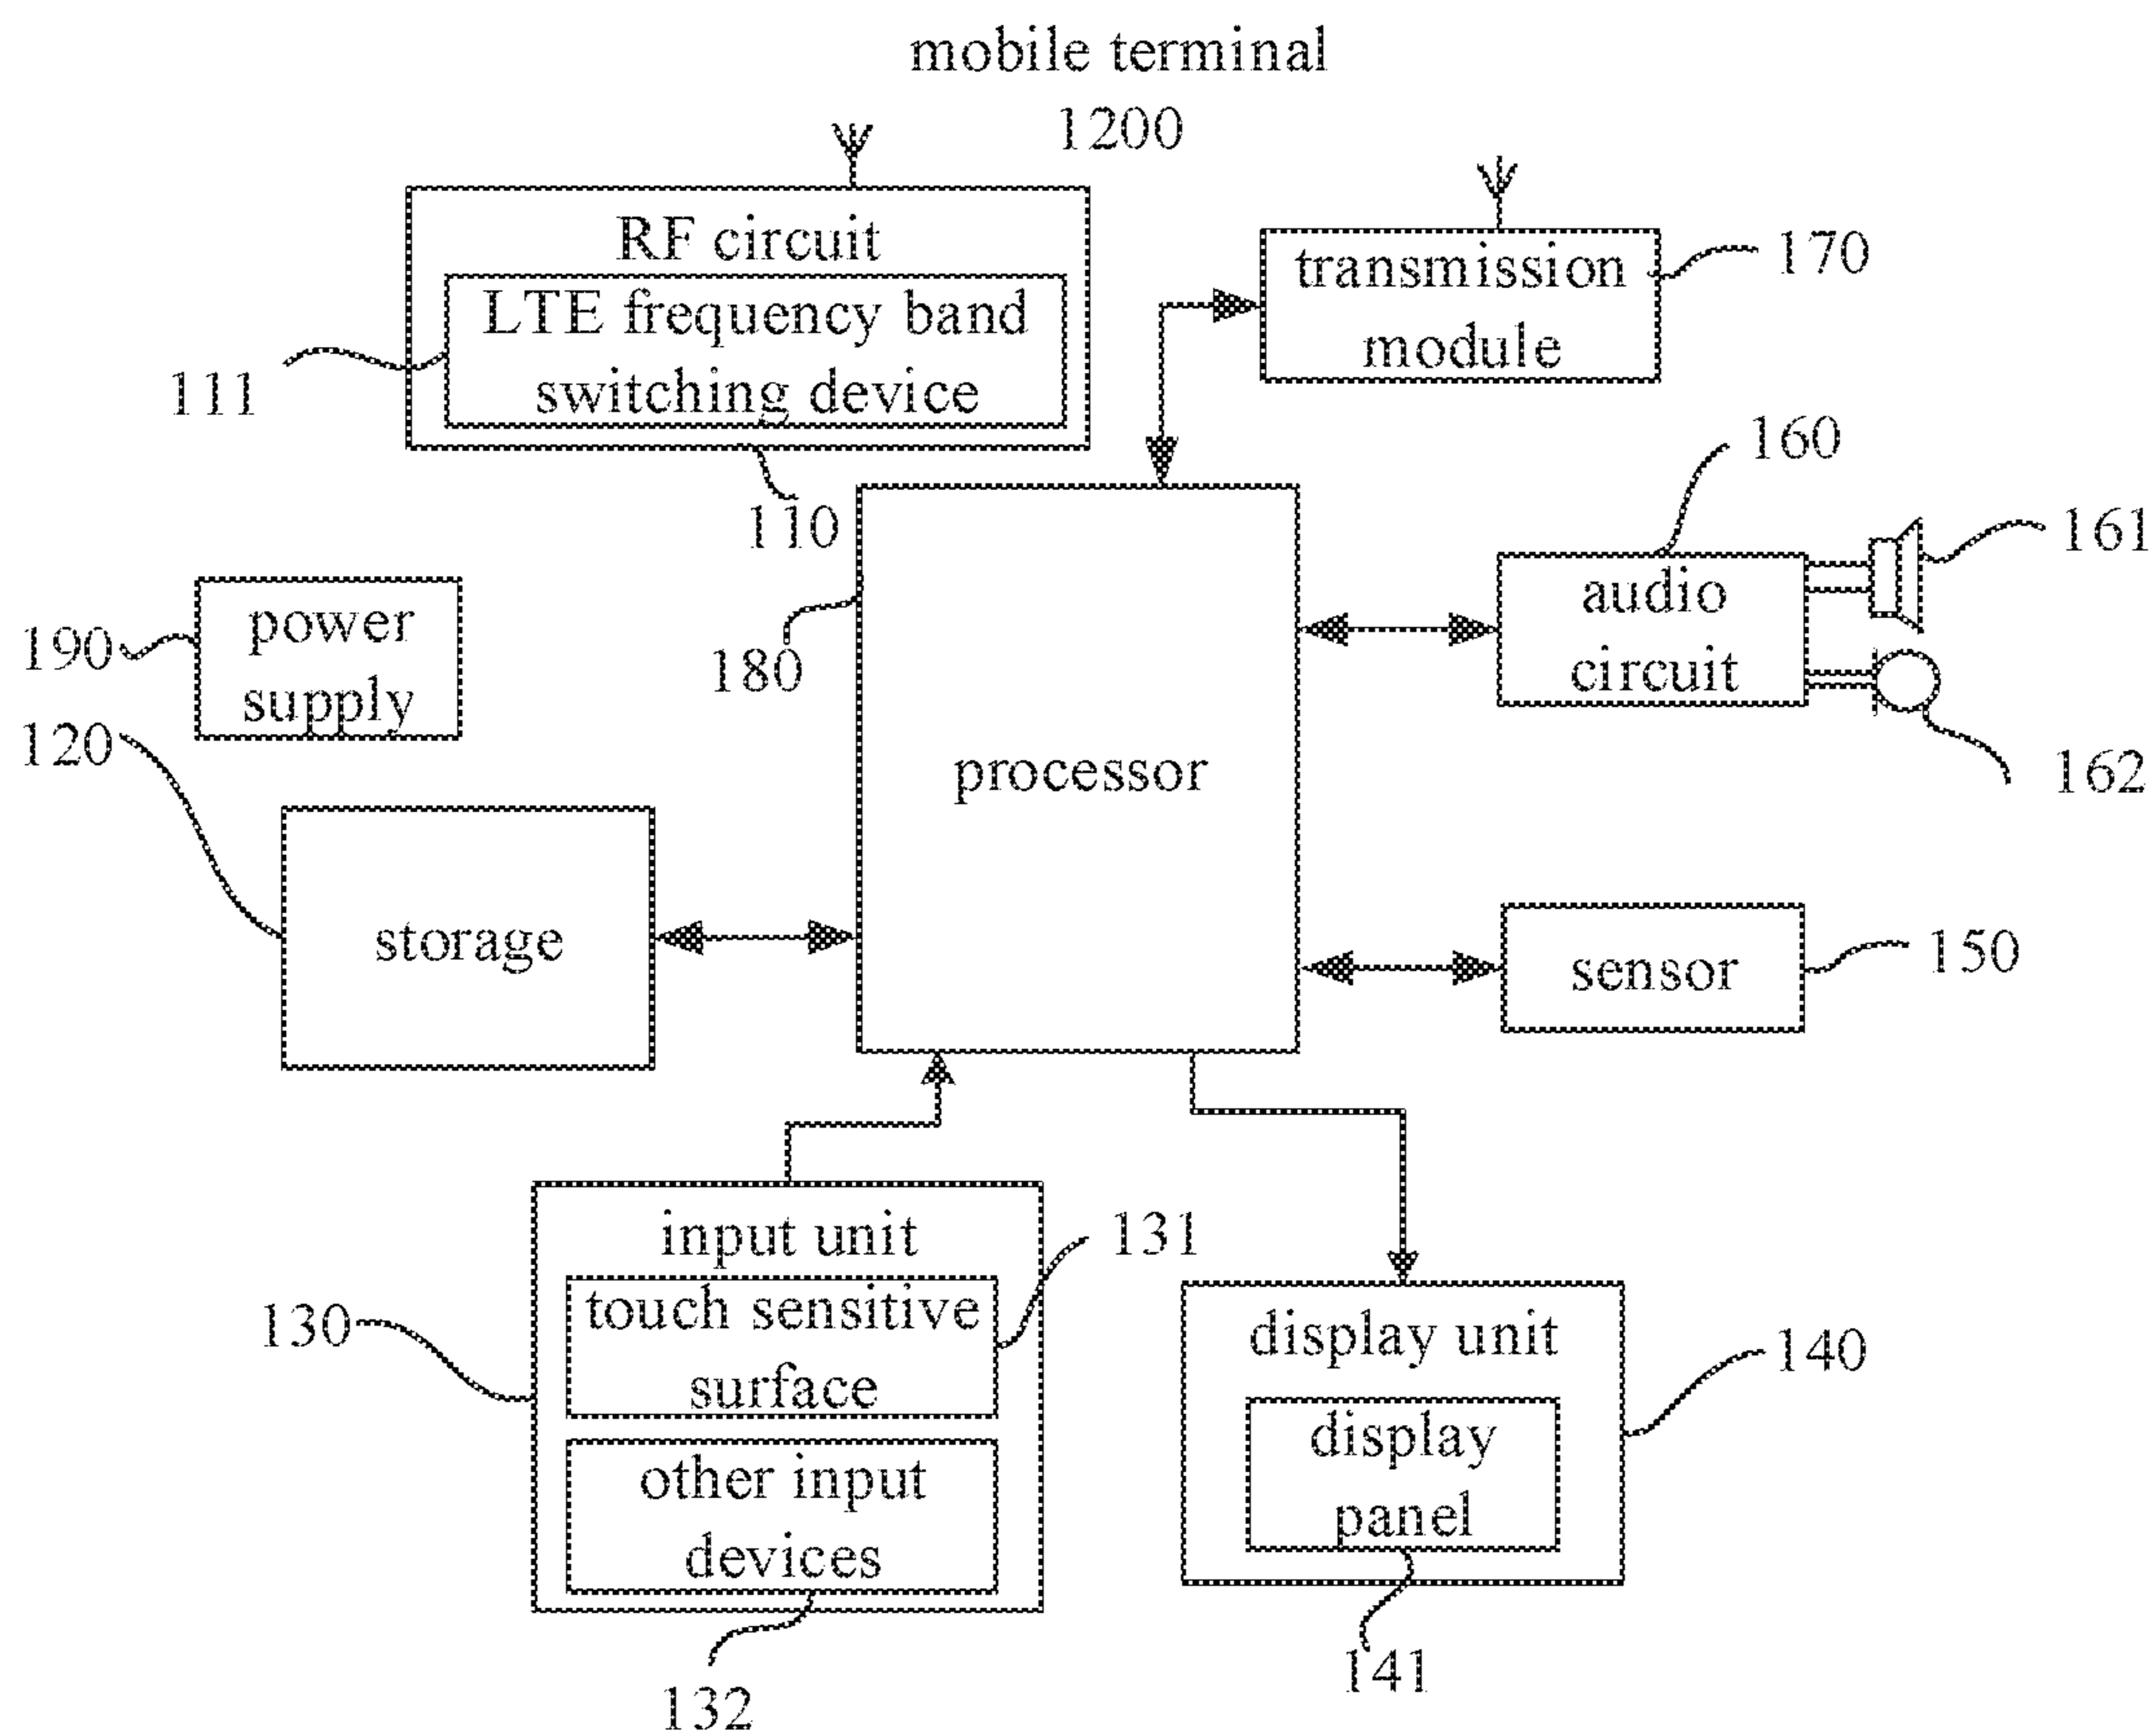 mobile terminal
1200
RF circuit
LTE frequency band
switching device
111
110
transmission
module
170
160
audio
circuit
161
162
power
supply
190
180
processor
120
storage
sensor
150
input unit
touch sensitive
surface
131
130
other input
devices
132
display unit
display
panel
140
141